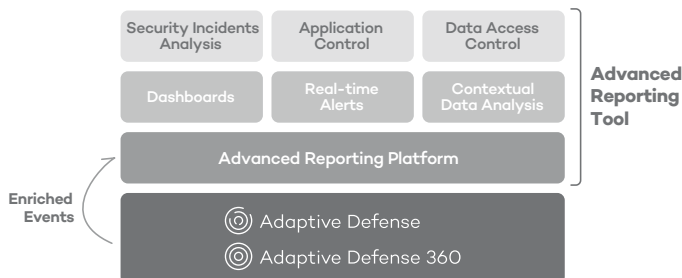 Security Incidents
Analysis
Application
Control
Data Access
Control
Dashboards
Real-time
Alerts
Contextual
Data Analysis
Advanced
Reporting
Tool
Advanced Reporting Platform
Enriched
Events
Adaptive Defense
Adaptive Defense 360